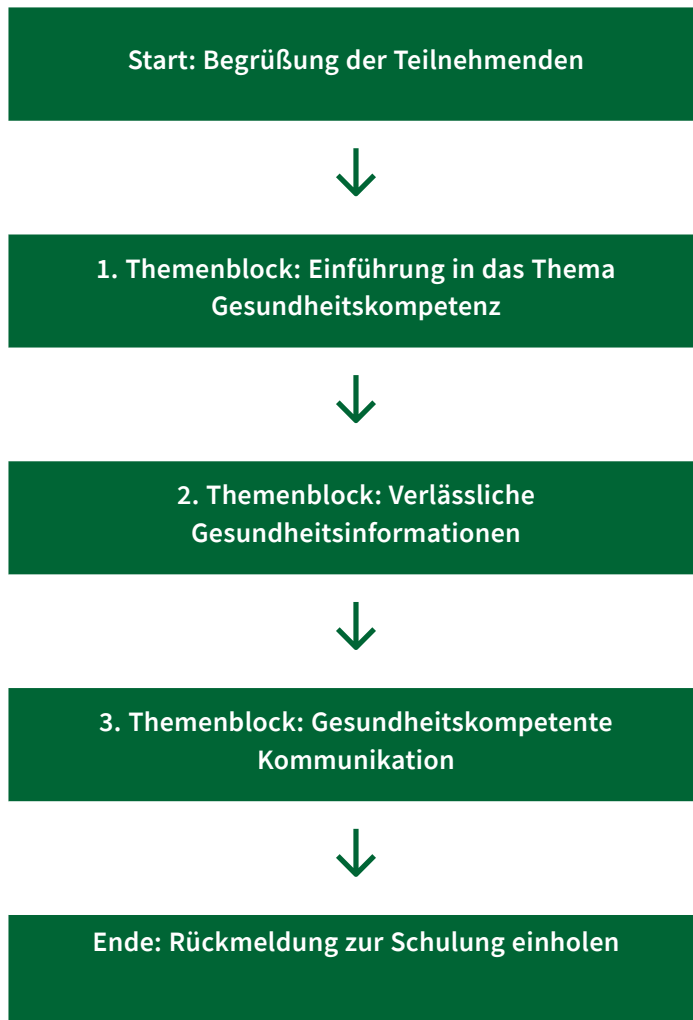 Start: Begrüßung der Teilnehmenden
1. Themenblock: Einführung in das Thema
Gesundheitskompetenz
2. Themenblock: Verlässliche
Gesundheitsinformationen
3. Themenblock: Gesundheitskompetente
Kommunikation
Ende: Rückmeldung zur Schulung einholen